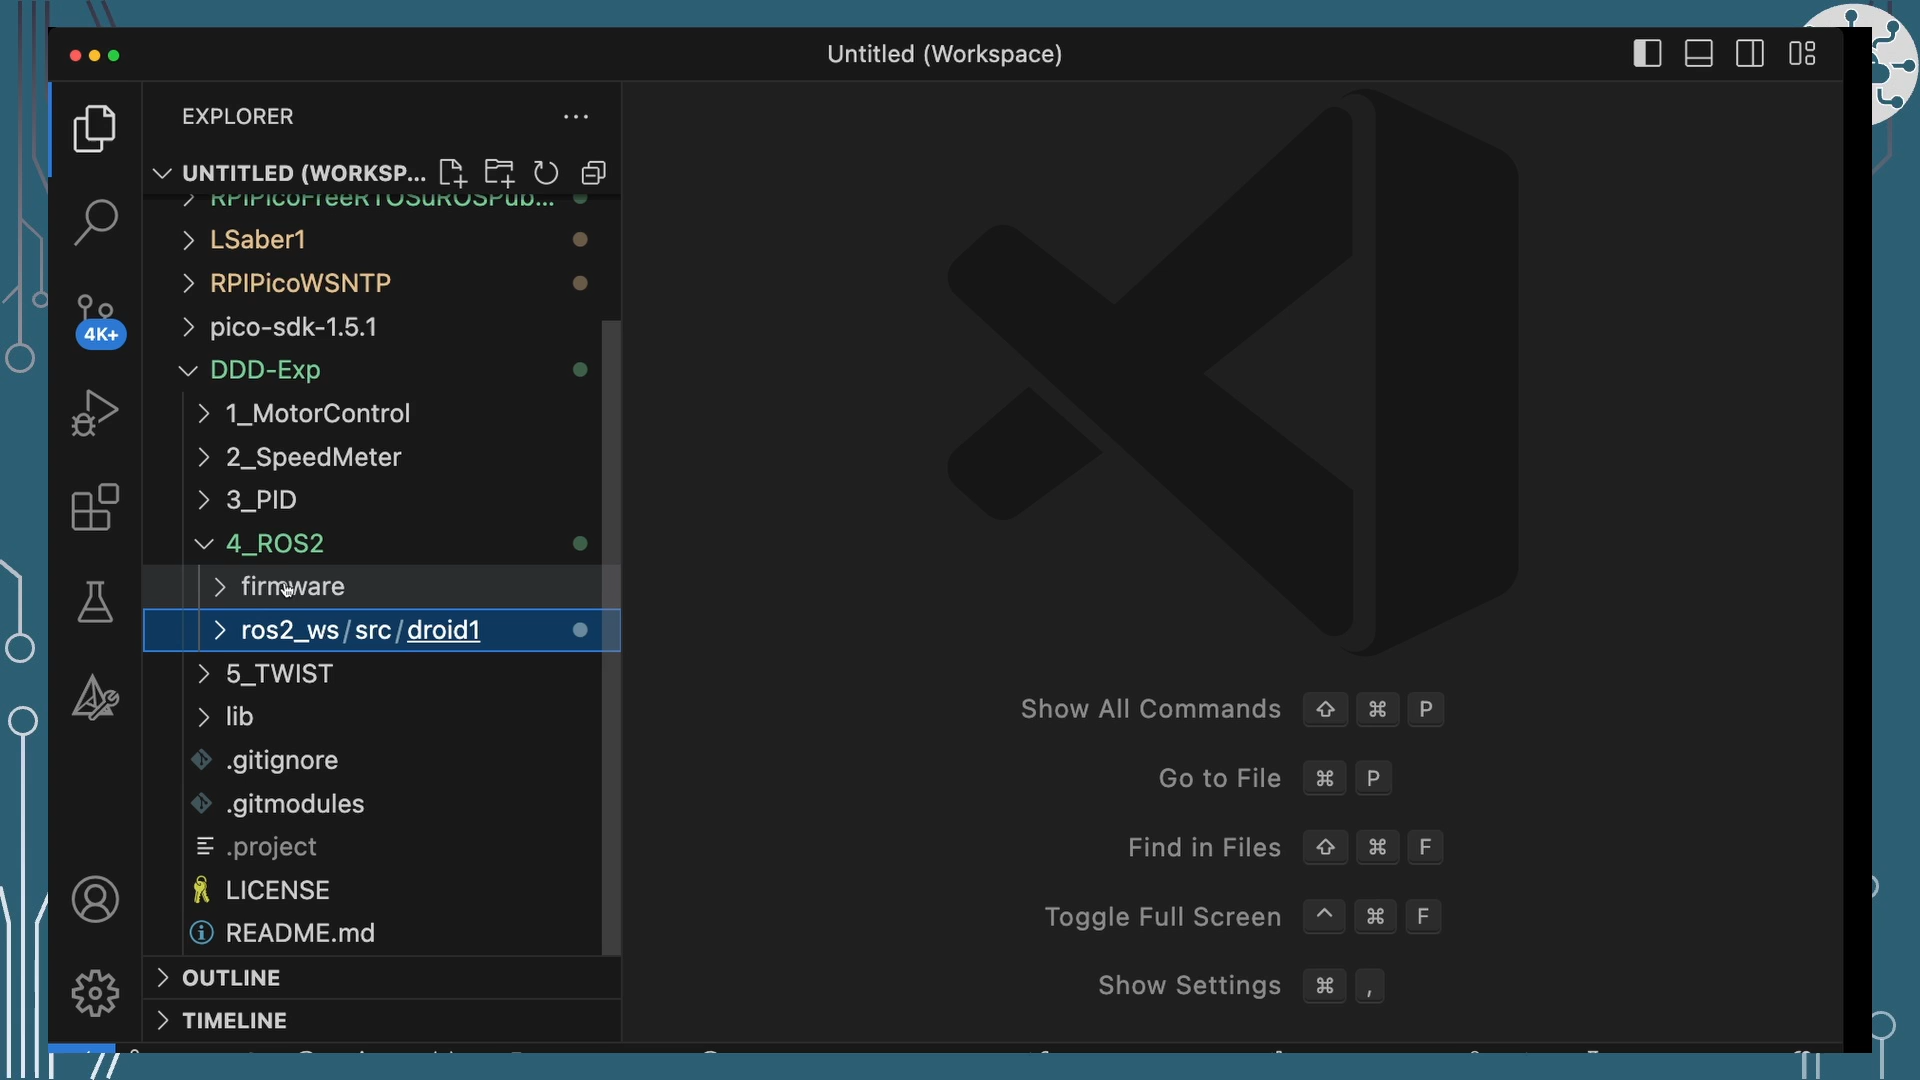 Untitled (Workspace)
EXPLORER
UNTITLED (WORKSP...
RPIPicoFreeRTOSuROSPub...
LSaber1
RPIPicoWSNTP
4K+
pico-sdk-1.5.1
DDD-Exp
1_MotorControl
2_SpeedMeter
3_PID
4_ROS2
firmware
ros2_ws/src/droid1
5_TWIST
lib
.gitignore
.gitmodules
.project
LICENSE
README.md
OUTLINE
TIMELINE
Show All Commands ⇧ ⌘ P
Go to File ⌘ P
Find in Files ⇧ ⌘ F
Toggle Full Screen ^ ⌘ F
Show Settings ⌘ ,